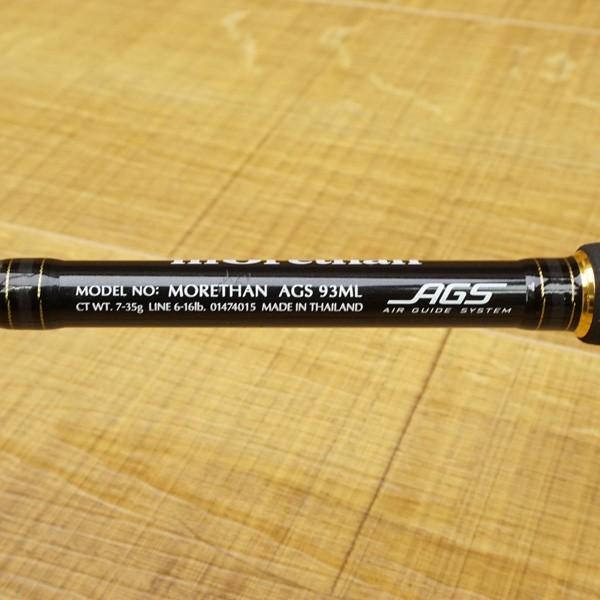 morethan
MODEL NO: MORETHAN AGS 93ML
CT WT. 7-35g LINE 6-16lb. 01474015 MADE IN THAILAND
AGS
AIR GUIDE SYSTEM